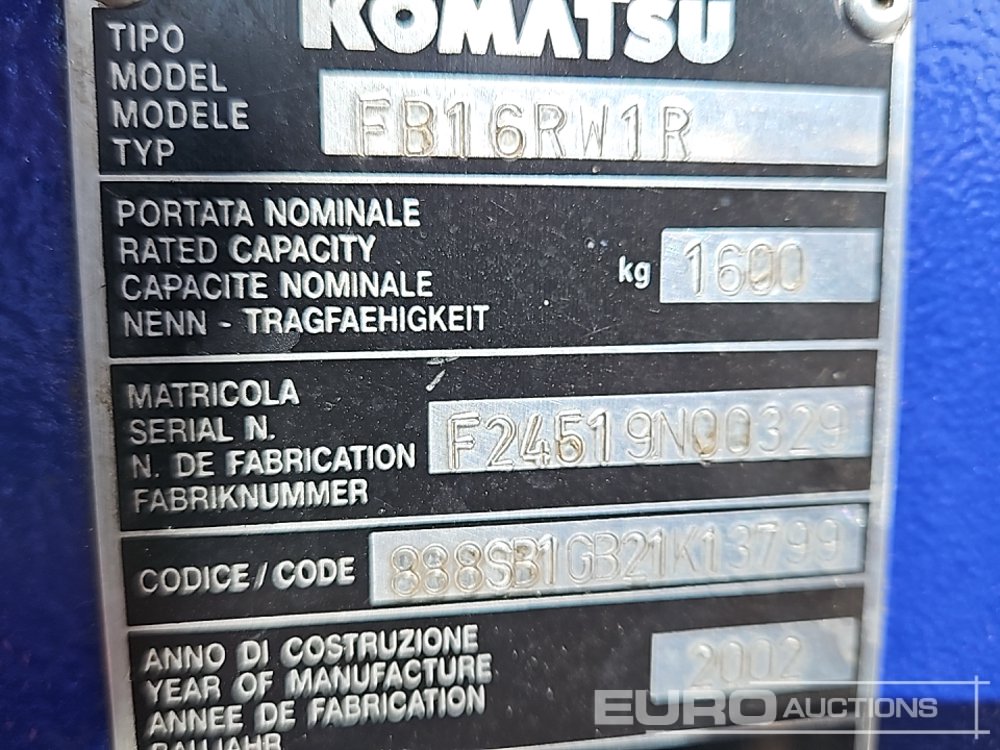 KOMATSU
TIPO
MODEL
MODELE
TYP
FB16RW1R
PORTATA NOMINALE
RATED CAPACITY
CAPACITE NOMINALE
NENN - TRAGFAEHIGKEIT
kg 1600
MATRICOLA
SERIAL N.
N. DE FABRICATION
FABRIKNUMMER
F24519N00329
CODICE/CODE 888SB1GB21K13799
ANNO DI COSTRUZIONE
YEAR OF MANUFACTURE
ANNEE DE FABRICATION
BAUJAHR
2002
EURO AUCTIONS